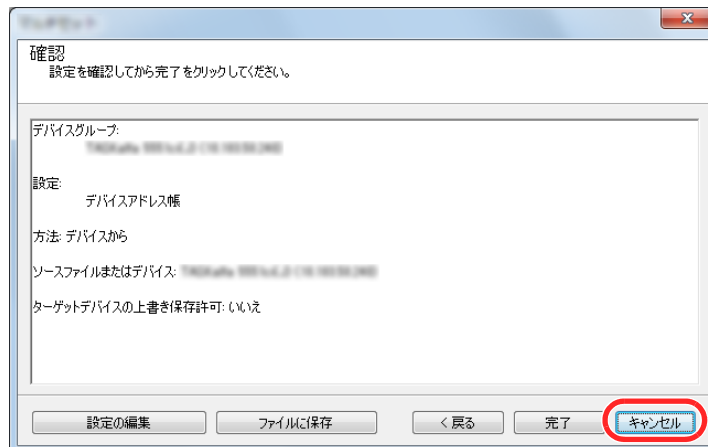 確認
設定を確認してから完了をクリックしてください。
デバイスグループ:
設定:
デバイスアドレス帳
方法: デバイスから
ソースファイルまたはデバイス:
ターゲットデバイスの上書き保存許可: いいえ
設定の編集
ファイルに保存
< 戻る
完了
キャンセル